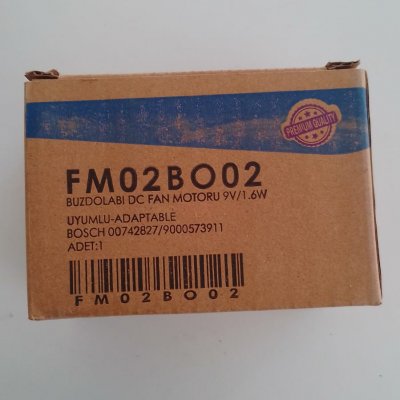 PREMIUM QUALITY
FM02BO02
BUZDOLABI DC FAN MOTORU 9V/1.6W
UYUMLU-ADAPTABLE
BOSCH 00742827/9000573911
ADET:1
FM02BO02